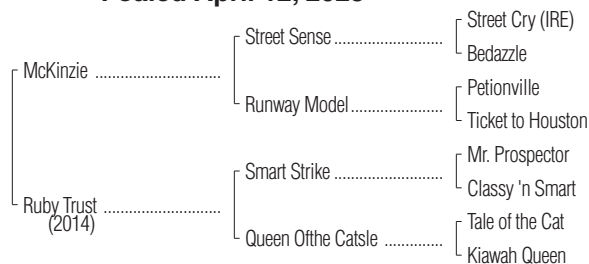 Foaled April 12, 2023
Street Cry (IRE)
Street Sense
Bedazzle
McKinzie
Petionville
Runway Model
Ticket to Houston
Mr. Prospector
Smart Strike
Classy 'n Smart
Ruby Trust
(2014)
Tale of the Cat
Queen Ofthe Catsle
Kiawah Queen